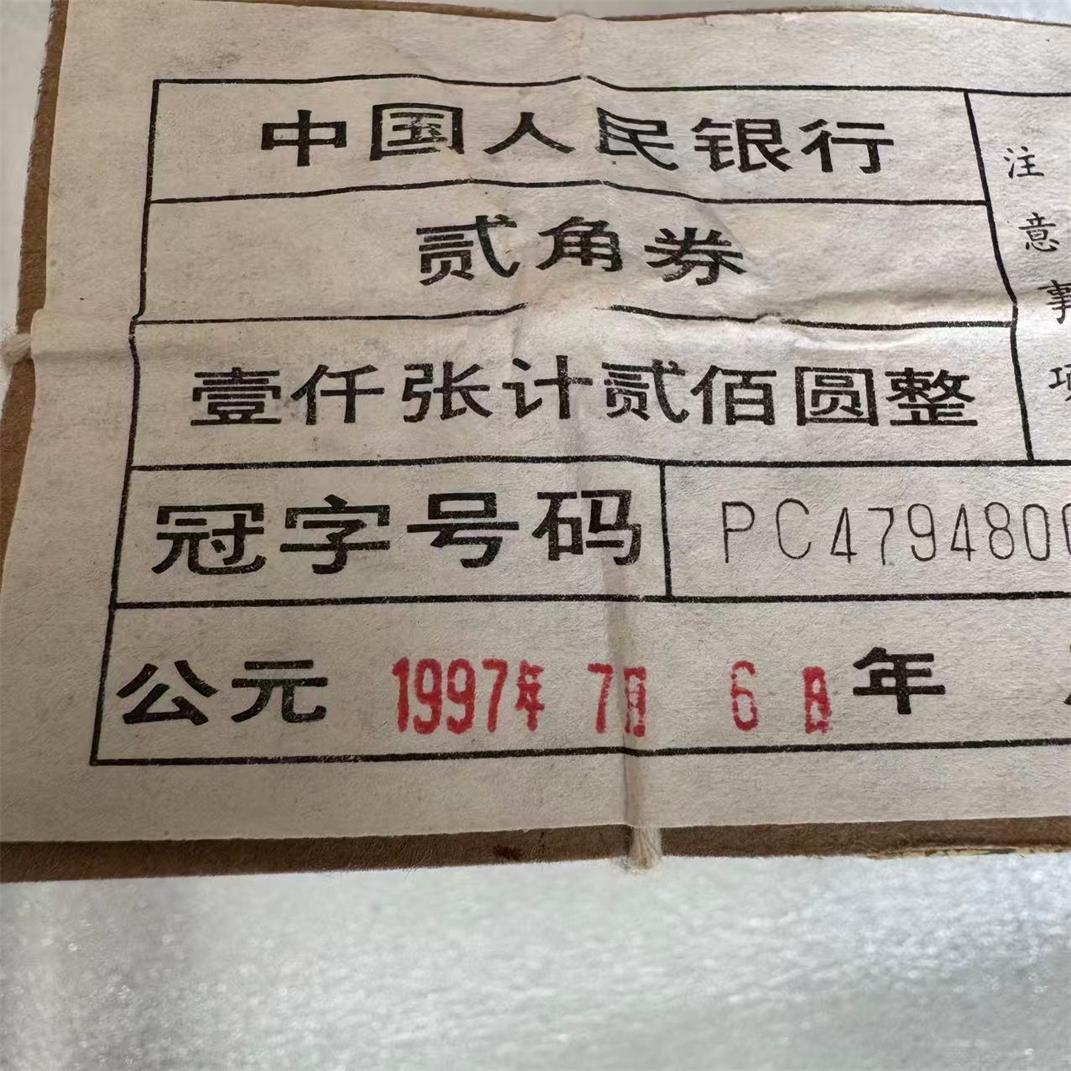 中国人民银行
贰角券
壹仟张计贰佰圆整
冠字号码 PC4794800
公元 1997年 7月 6日 年
注意事项